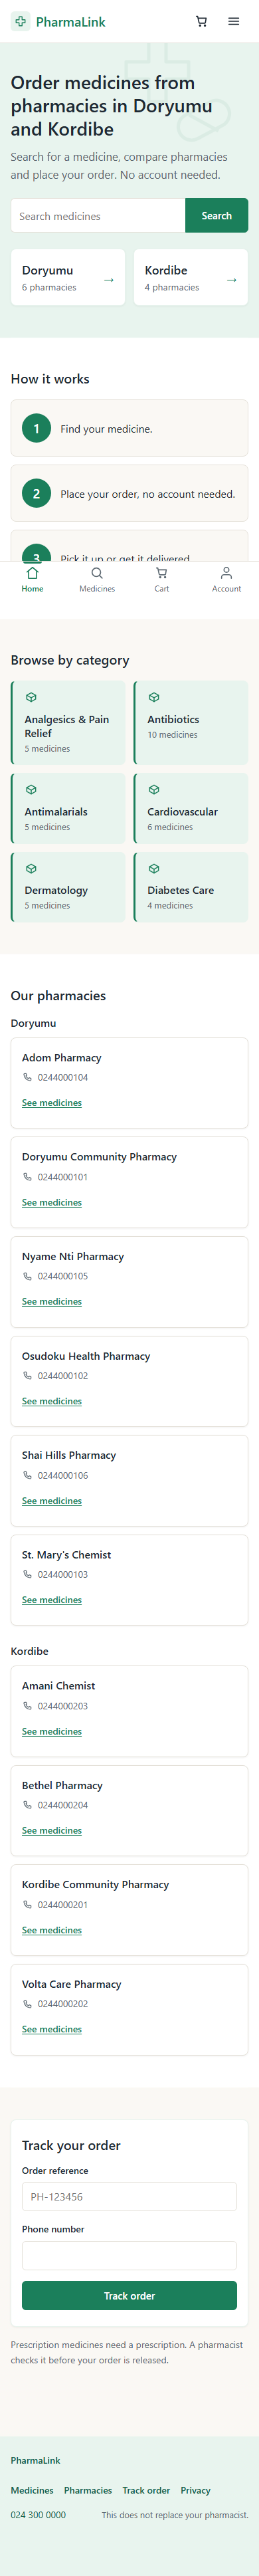 PharmaLink
Order medicines from
pharmacies in Doryumu
and Kordibe
Search for a medicine, compare pharmacies
and place your order. No account needed.
Search medicines
Search
Doryumu
6 pharmacies
→
Kordibe
4 pharmacies
→
How it works
1
Find your medicine.
2
Place your order, no account needed.
3
Pick it up or get it delivered.
Home
Medicines
Cart
Account
Browse by category
Analgesics & Pain
Relief
5 medicines
Antibiotics
10 medicines
Antimalarials
5 medicines
Cardiovascular
6 medicines
Dermatology
5 medicines
Diabetes Care
4 medicines
Our pharmacies
Doryumu
Adom Pharmacy
0244000104
See medicines
Doryumu Community Pharmacy
0244000101
See medicines
Nyame Nti Pharmacy
0244000105
See medicines
Osudoku Health Pharmacy
0244000102
See medicines
Shai Hills Pharmacy
0244000106
See medicines
St. Mary's Chemist
0244000103
See medicines
Kordibe
Amani Chemist
0244000203
See medicines
Bethel Pharmacy
0244000204
See medicines
Kordibe Community Pharmacy
0244000201
See medicines
Volta Care Pharmacy
0244000202
See medicines
Track your order
Order reference
PH-123456
Phone number
Track order
Prescription medicines need a prescription. A pharmacist
checks it before your order is released.
PharmaLink
Medicines Pharmacies Track order Privacy
024 300 0000
This does not replace your pharmacist.